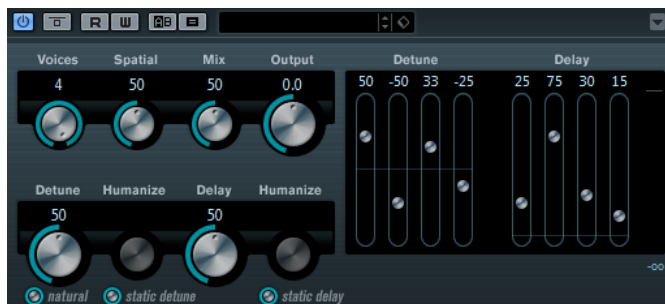 R W AB
Voices Spatial Mix Output Detune Delay
4 50 50 0.0 50 -50 33 -25 25 75 30 15
Detune Humanize Delay Humanize
50 50
natural static detune static delay -∞